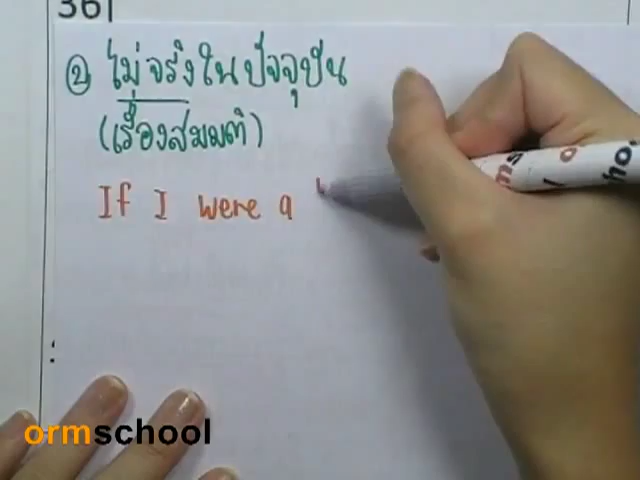 361
② ไม่จริงในปัจจุบัน
(เรื่องสมมติ)
If I were a
ormschool